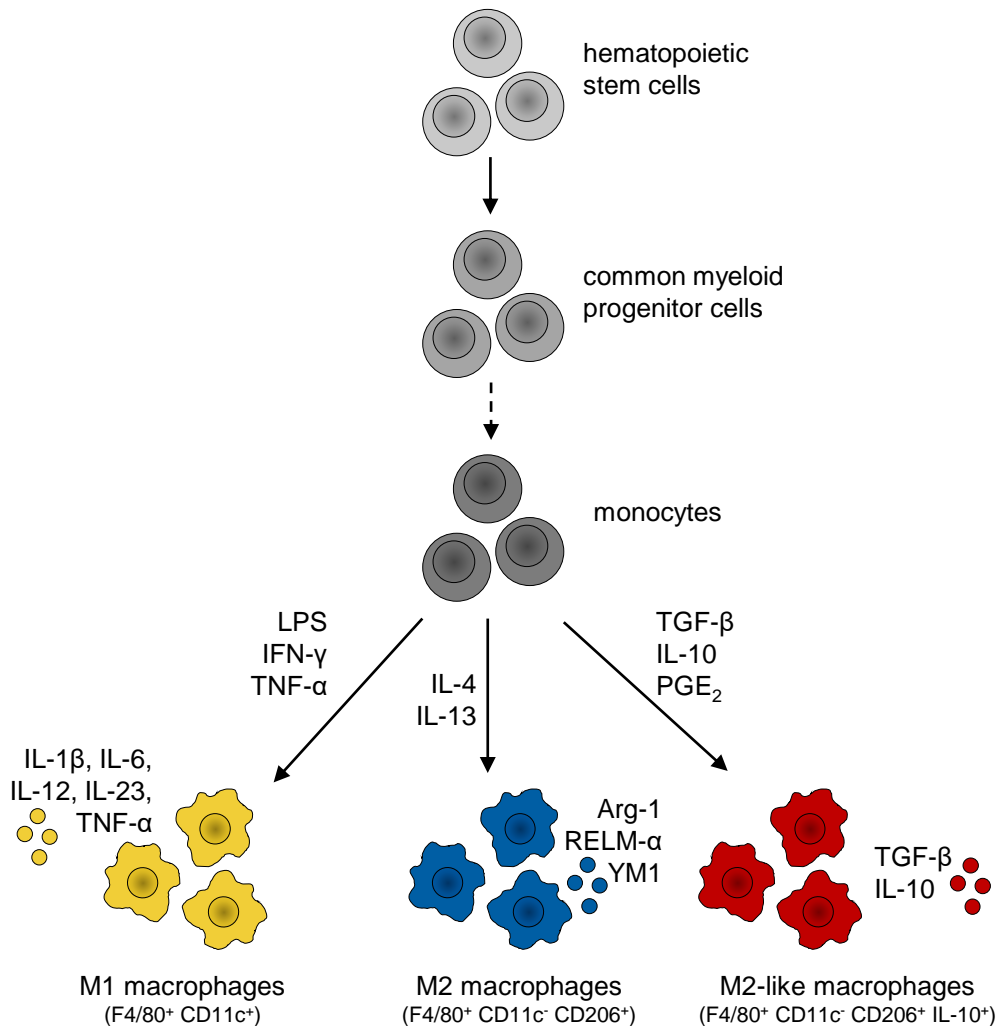 hematopoietic
stem cells
common myeloid
progenitor cells
monocytes
LPS
IFN-γ
TNF-α
IL-4
IL-13
TGF-β
IL-10
PGE₂
IL-1β, IL-6,
IL-12, IL-23,
TNF-α
Arg-1
RELM-α
YM1
TGF-β
IL-10
M1 macrophages
(F4/80⁺ CD11c⁺)
M2 macrophages
(F4/80⁺ CD11c⁻ CD206⁺)
M2-like macrophages
(F4/80⁺ CD11c⁻ CD206⁺ IL-10⁺)